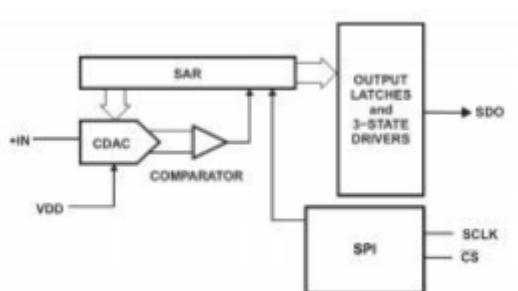 SAR
OUTPUT
LATCHES
and
3-STATE
DRIVERS
SDO
+IN
CDAC
COMPARATOR
VDD
SPI
SCLK
CS